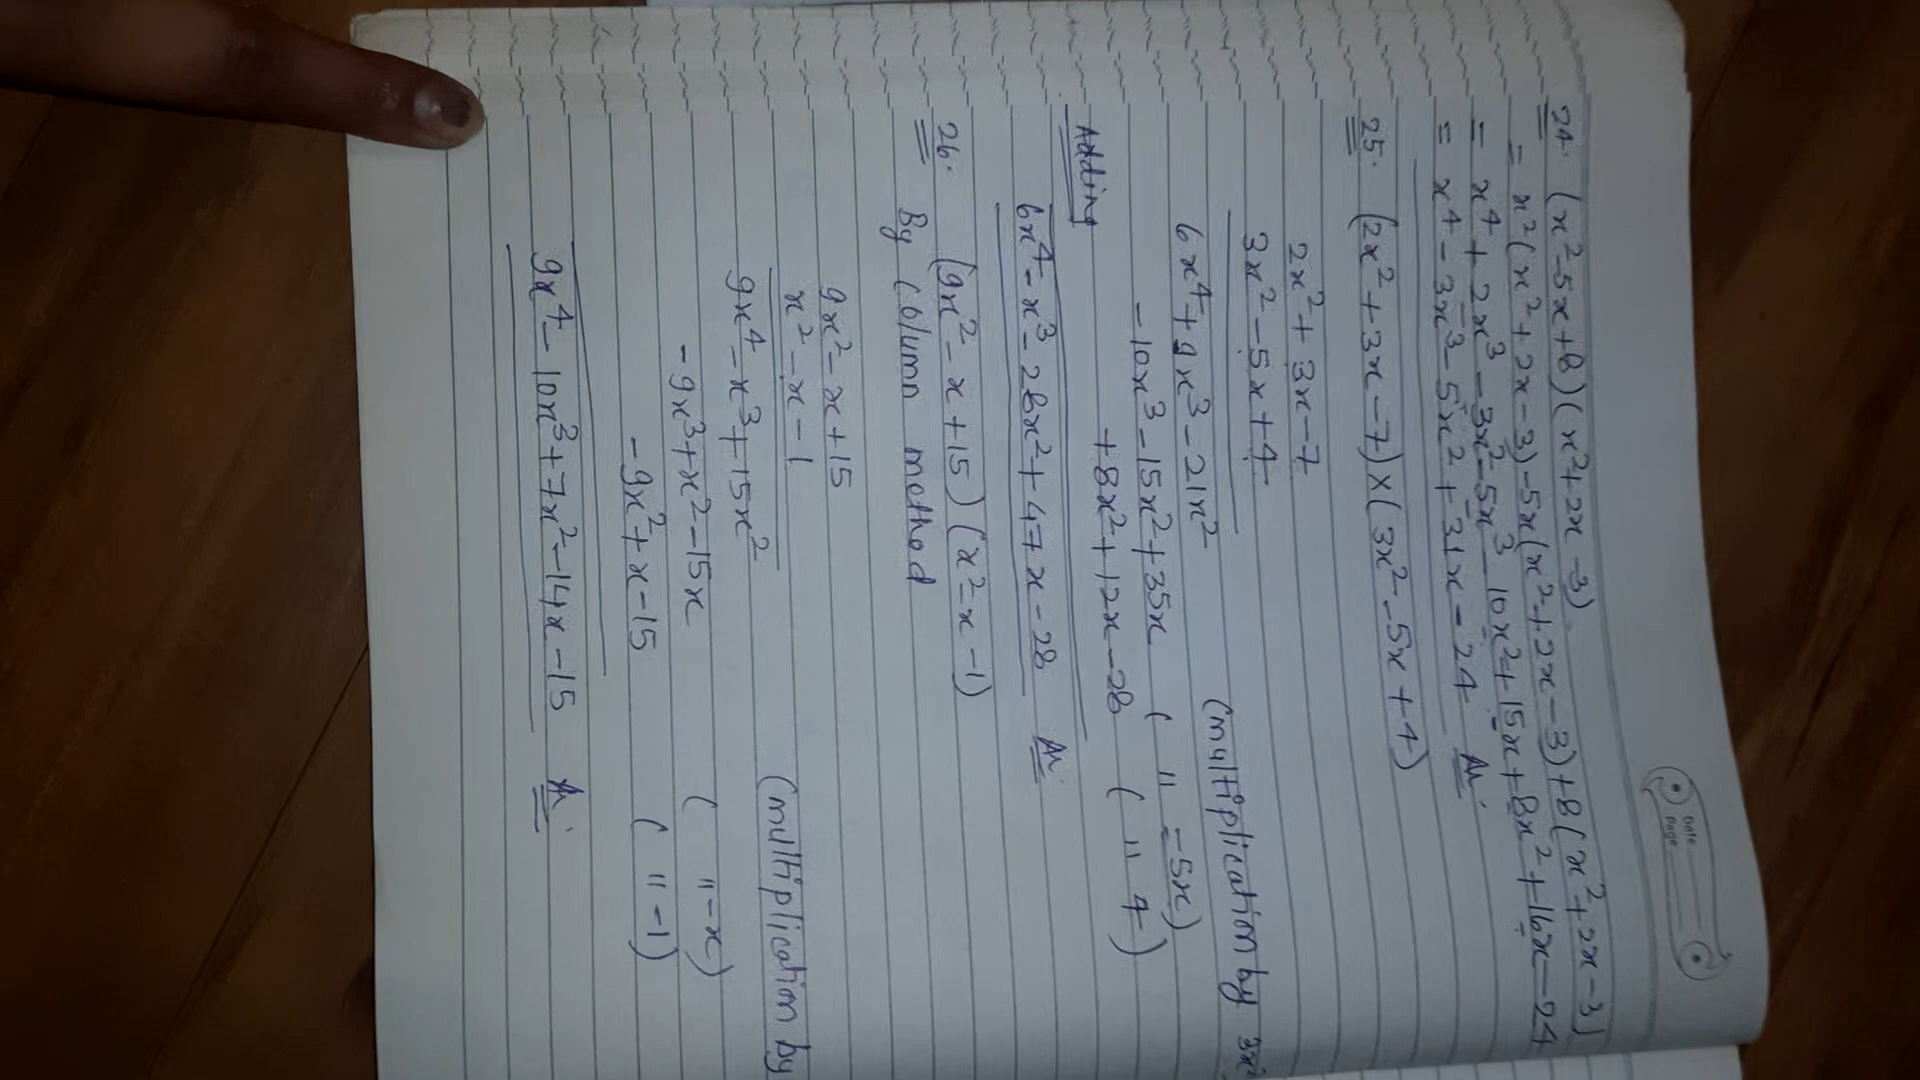 Date
Page
24. (x²-5x+8)(x²+2x-3)
= x²(x²+2x-3)-5x(x²+2x-3)+8(x²+2x-3)
= x⁴+2x³-3x²-5x³-10x²+15x+8x²+16x-24
= x⁴-3x³-5x²+31x-24 A
25. (2x²+3x-7)×(3x²-5x+4)
2x²+3x-7
3x²-5x+4
6x⁴+9x³-21x² (multiplication by 3x²
-10x³-15x²+35x ( " =-5x)
+8x²+12x-28 ( " 4)
Adding
6x⁴-x³-28x²+47x-28 A
26. (9x²-x+15)(x²-x-1)
By Column method
9x²-x+15
x²-x-1
9x⁴-x³+15x² (multiplication by
-9x³+x²-15x ( " -x)
-9x²+x-15 ( " -1)
9x⁴-10x³+7x²-14x-15 A